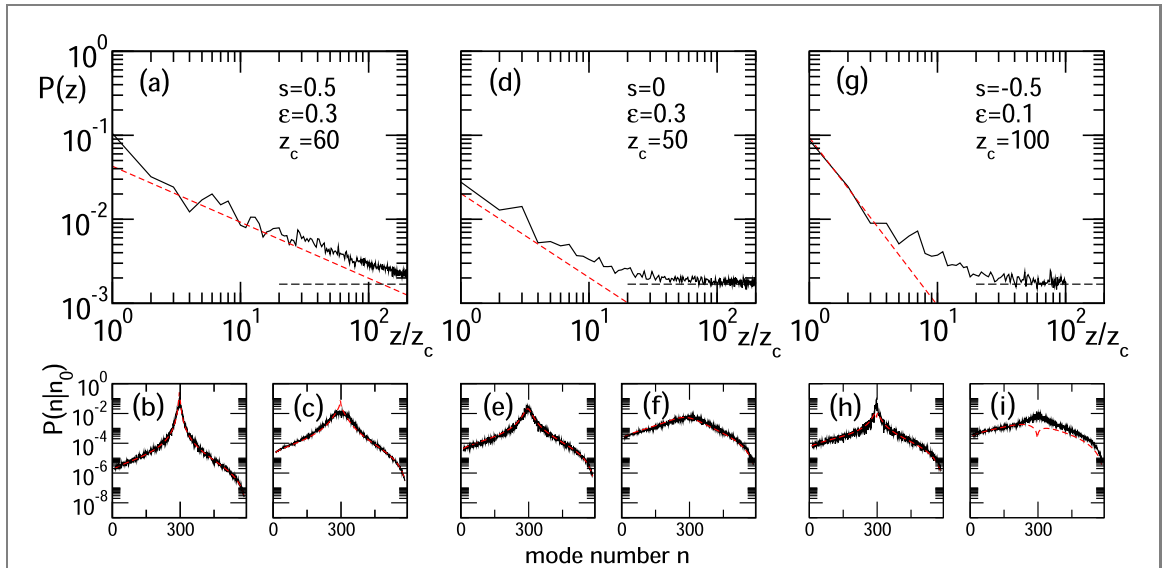 10^0 10^-1 10^-2 10^-3
P(z)
(a)
s=0.5
ε=0.3
z_c=60
10^0 10^1 10^2 z/z_c
(d)
s=0
ε=0.3
z_c=50
10^0 10^1 10^2 z/z_c
(g)
s=-0.5
ε=0.1
z_c=100
10^0 10^1 10^2 z/z_c
P(n|n_0)
10^0 10^-2 10^-4 10^-6 10^-8
(b) (c) (e) (f) (h) (i)
0 300 0 300 0 300 0 300 0 300 0 300
mode number n